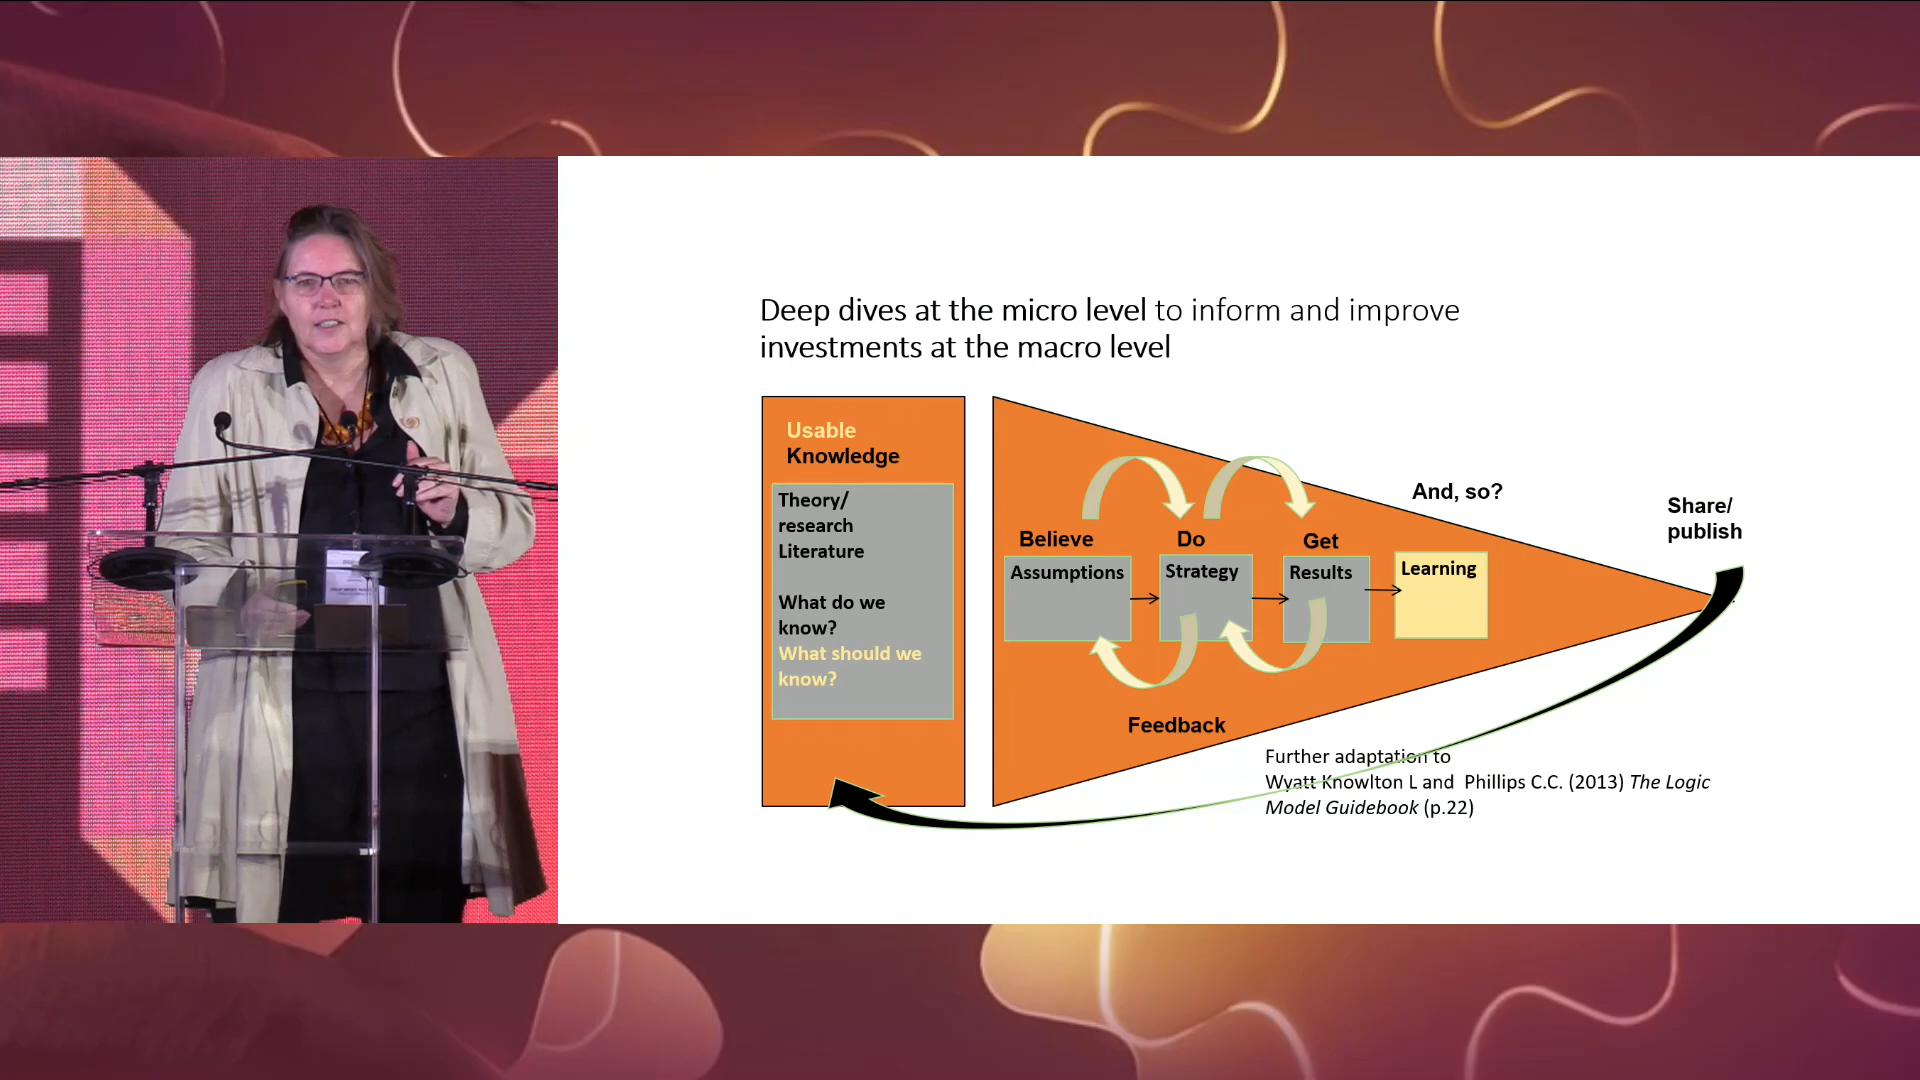 Deep dives at the micro level to inform and improve
investments at the macro level
Usable
Knowledge
Theory/
research
Literature
What do we
know?
What should we
know?
Believe
Do
Get
And, so?
Share/
publish
Assumptions
Strategy
Results
Learning
Feedback
Further adaptation to
Wyatt Knowlton L and Phillips C.C. (2013) The Logic
Model Guidebook (p.22)